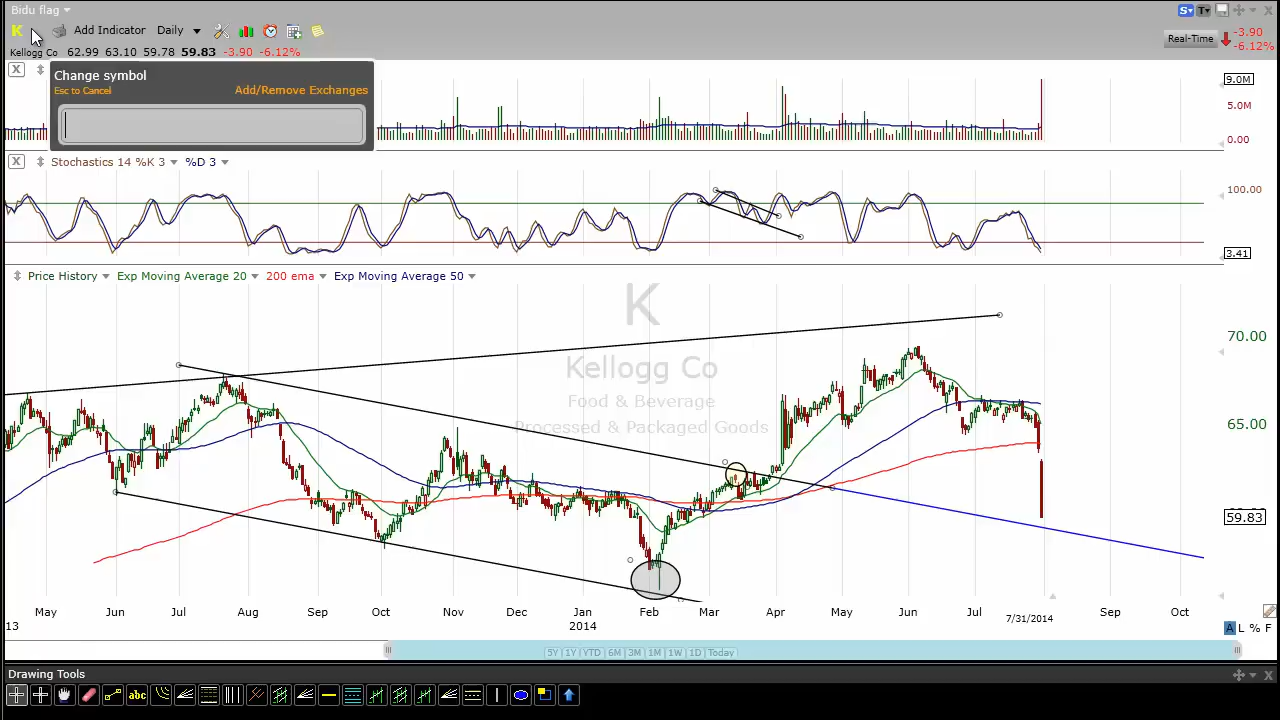 Bidu flag
K Add Indicator Daily S T
Kellogg Co 62.99 63.10 59.78 59.83 -3.90 -6.12%
Real-Time -3.90
-6.12%
Change symbol
Esc to Cancel Add/Remove Exchanges
9.0M
5.0M
0.00
X
X Stochastics 14 %K 3 %D 3
100.00
3.41
Price History Exp Moving Average 20 200 ema Exp Moving Average 50
K
Kellogg Co
Food & Beverage
Processed & Packaged Goods
70.00
65.00
59.83
May Jun Jul Aug Sep Oct Nov Dec Jan Feb Mar Apr May Jun Jul 7/31/2014 Sep Oct
13 2014
A L % F
5Y 1Y YTD 6M 3M 1M 1W 1D Today
Drawing Tools
abc